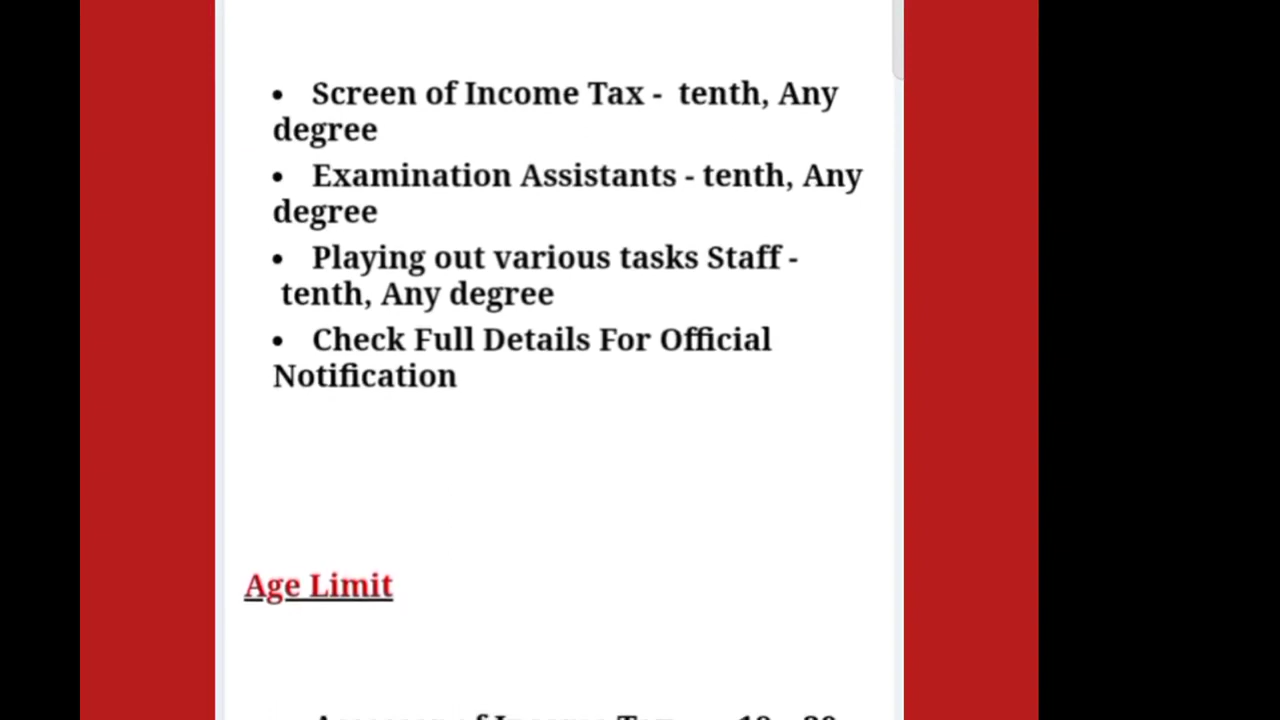 • Screen of Income Tax - tenth, Any
degree
• Examination Assistants - tenth, Any
degree
• Playing out various tasks Staff -
tenth, Any degree
• Check Full Details For Official
Notification
Age Limit